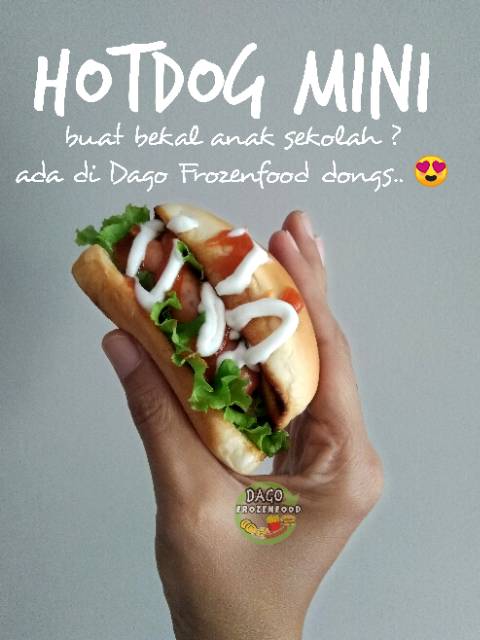 HOTDOG MINI
buat bekal anak sekolah ?
ada di Dago Frozenfood dongs.. 😍
DAGO
FROZENFOOD